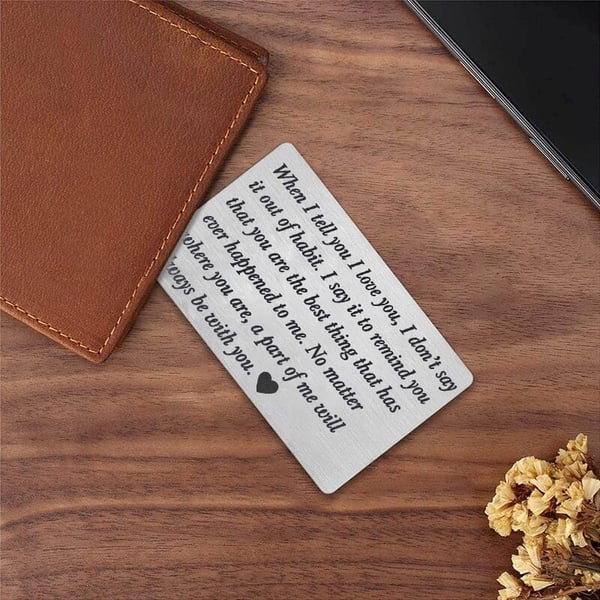 When I tell you I love you, I don't say
it out of habit. I say it to remind you
that you are the best thing that has
ever happened to me. No matter
where you are, a part of me will
lways be with you. ♥